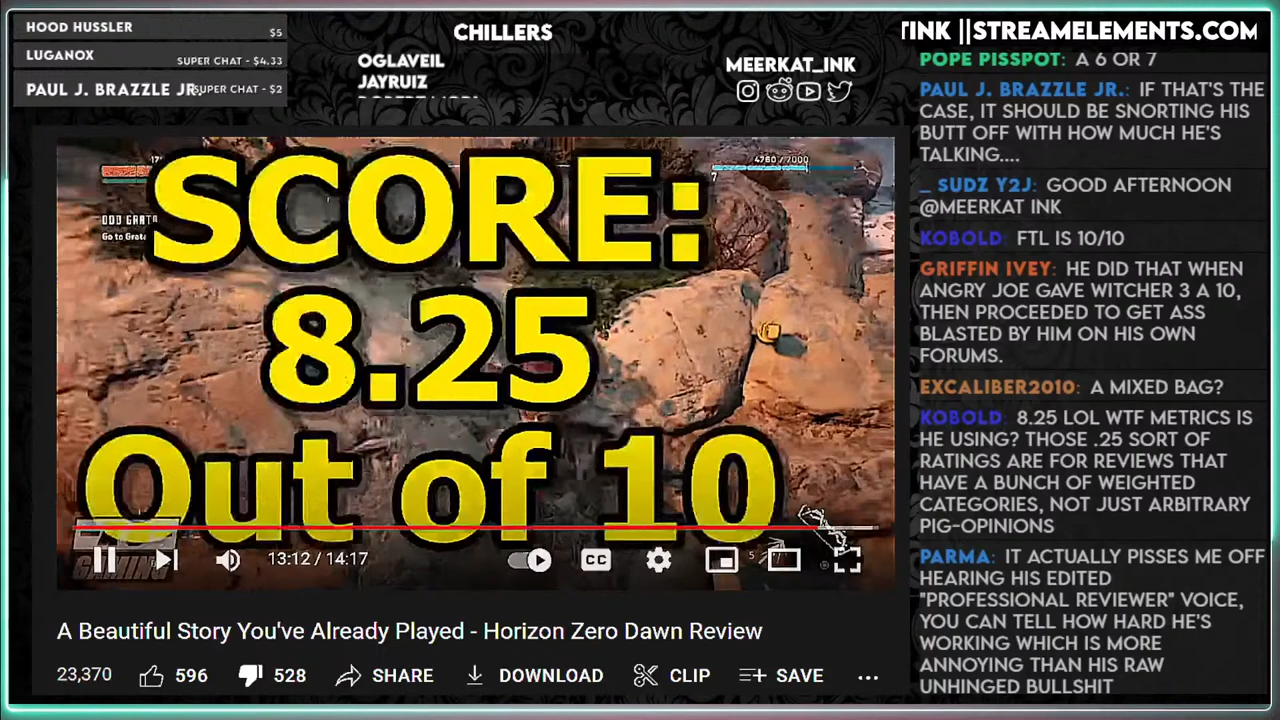 HOOD HUSSLER $5
LUGANOX SUPER CHAT - $4.33
PAUL J. BRAZZLE JR. SUPER CHAT - $2
CHILLERS
OGLAVEIL
JAYRUIZ
MEERKAT_INK
TINK ||STREAMELEMENTS.COM
SCORE:
8.25
Out of 10
4760 / 7000
Go to Grata
GAMING
13:12 / 14:17
CC
A Beautiful Story You've Already Played - Horizon Zero Dawn Review
23,370 596 528 SHARE DOWNLOAD CLIP SAVE ...
POPE PISSPOT: A 6 OR 7
PAUL J. BRAZZLE JR.: IF THAT'S THE
CASE, IT SHOULD BE SNORTING HIS
BUTT OFF WITH HOW MUCH HE'S
TALKING....
_ SUDZ Y2J: GOOD AFTERNOON
@MEERKAT INK
KOBOLD: FTL IS 10/10
GRIFFIN IVEY: HE DID THAT WHEN
ANGRY JOE GAVE WITCHER 3 A 10,
THEN PROCEEDED TO GET ASS
BLASTED BY HIM ON HIS OWN
FORUMS.
EXCALIBER2010: A MIXED BAG?
KOBOLD: 8.25 LOL WTF METRICS IS
HE USING? THOSE .25 SORT OF
RATINGS ARE FOR REVIEWS THAT
HAVE A BUNCH OF WEIGHTED
CATEGORIES, NOT JUST ARBITRARY
PIG-OPINIONS
PARMA: IT ACTUALLY PISSES ME OFF
HEARING HIS EDITED
"PROFESSIONAL REVIEWER" VOICE,
YOU CAN TELL HOW HARD HE'S
WORKING WHICH IS MORE
ANNOYING THAN HIS RAW
UNHINGED BULLSHIT